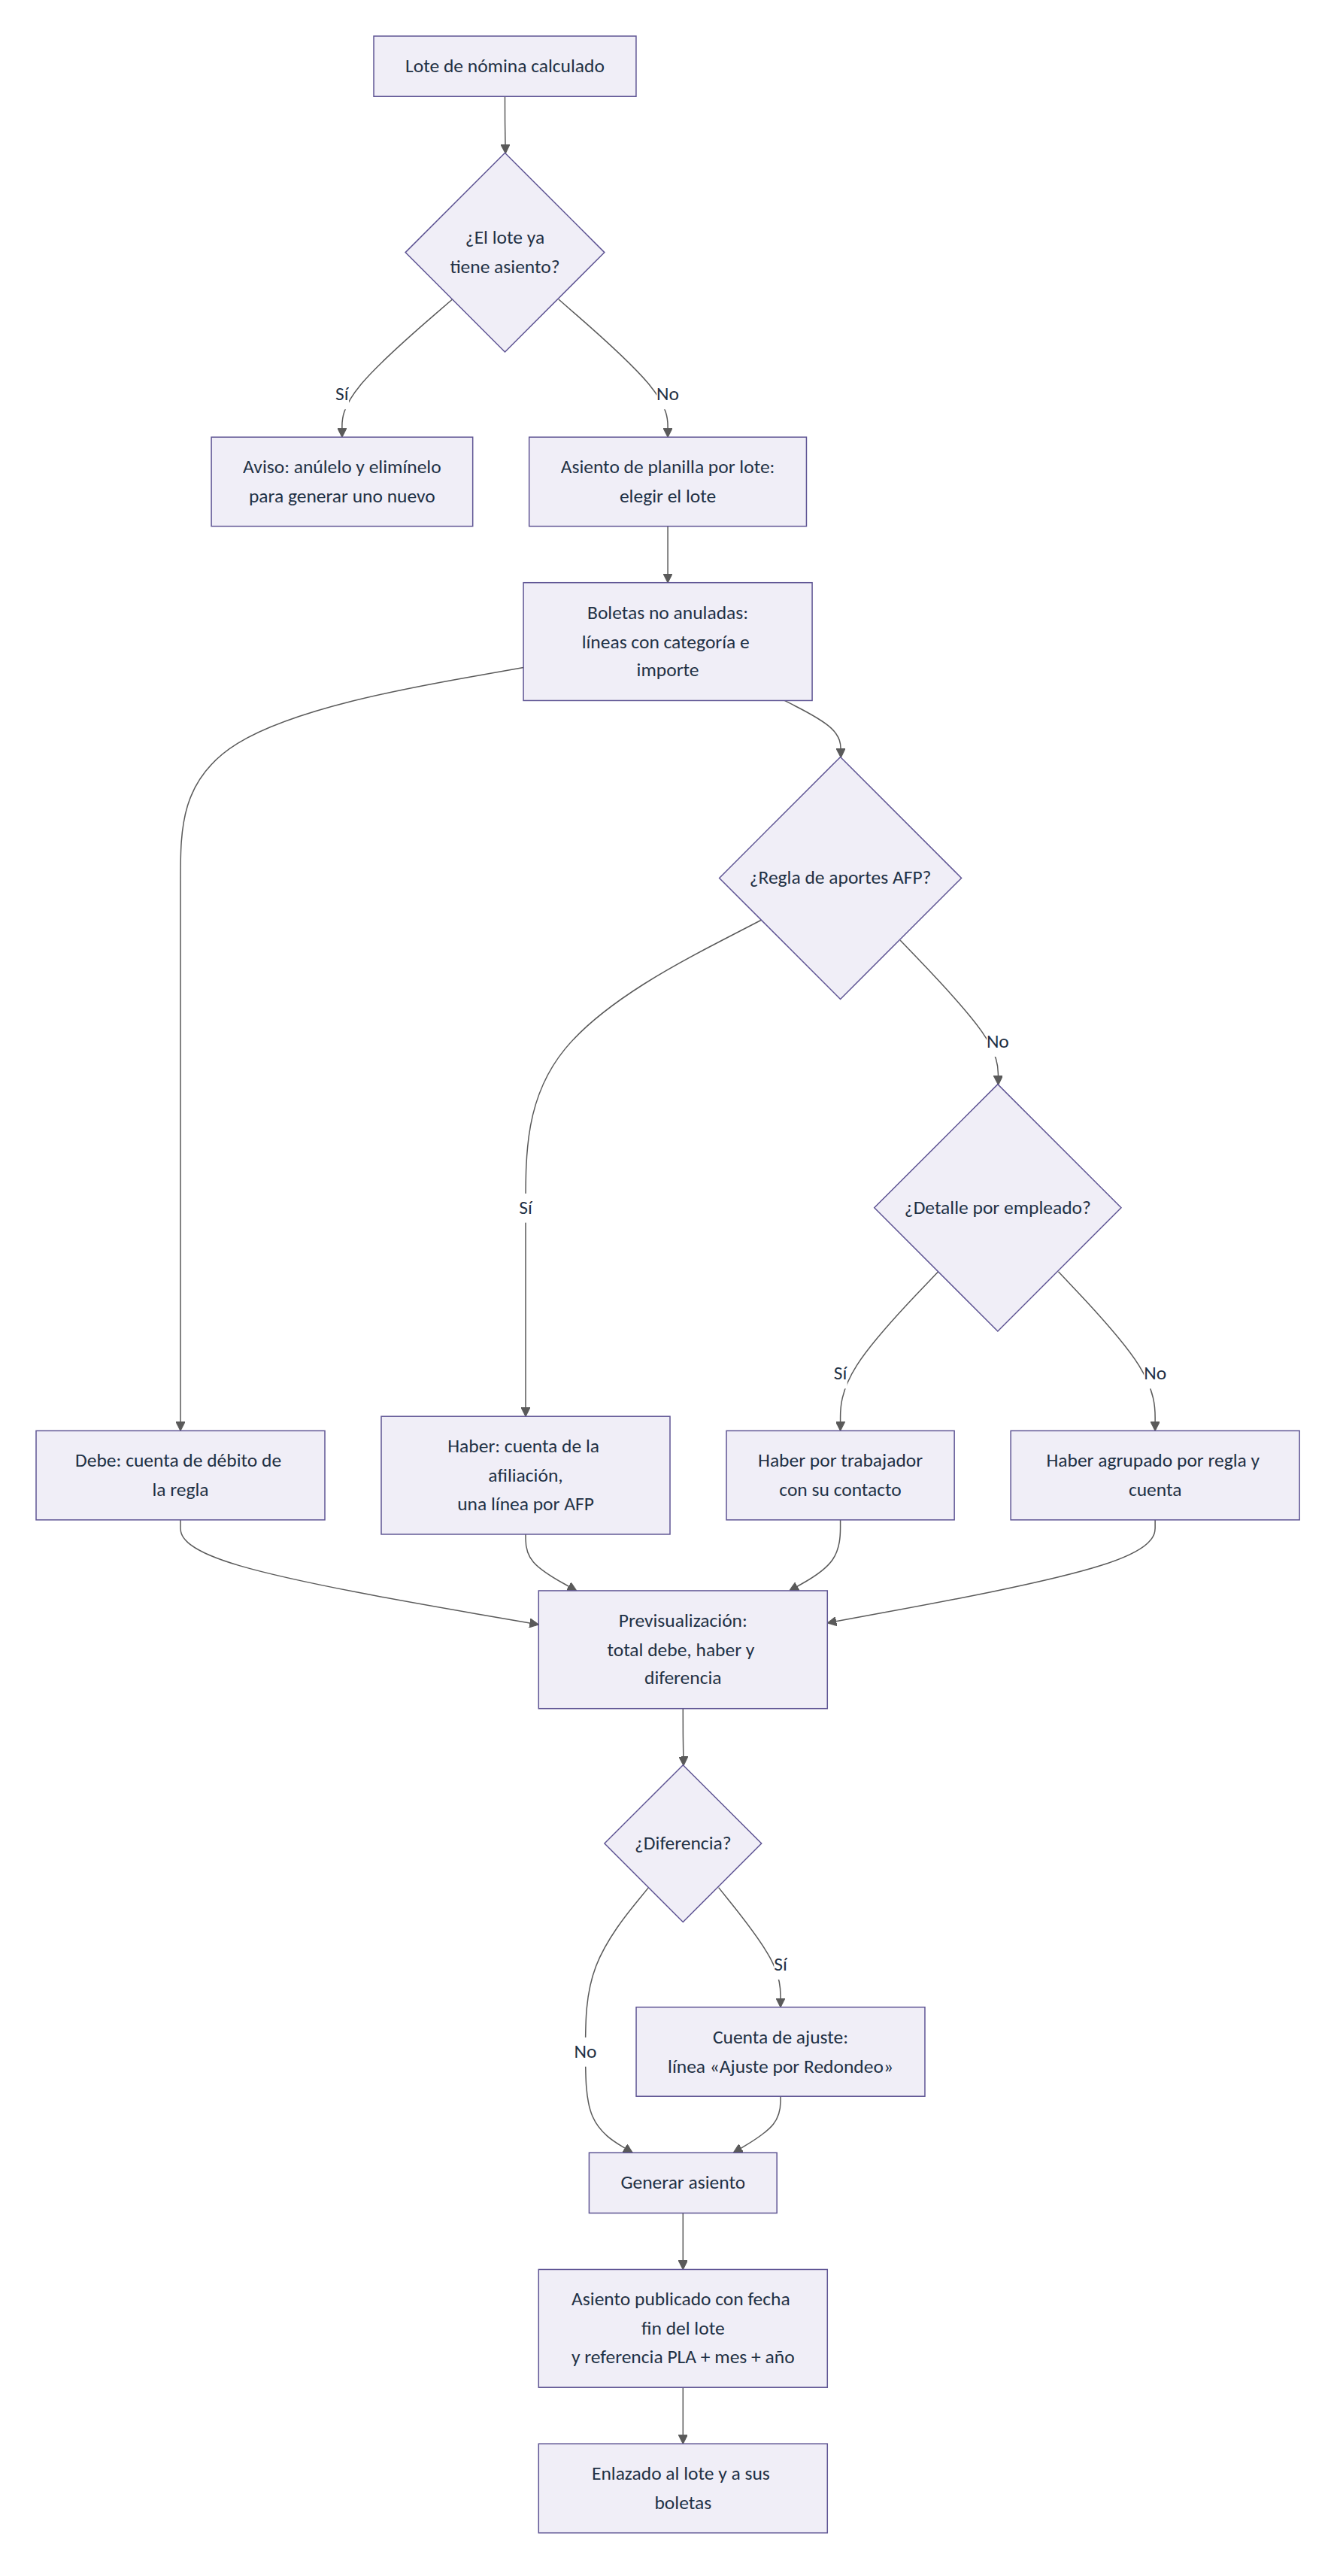 Lote de nómina calculado
¿El lote ya
tiene asiento?
Sí
No
Aviso: anúlelo y elimínelo
para generar uno nuevo
Asiento de planilla por lote:
elegir el lote
Boletas no anuladas:
líneas con categoría e
importe
¿Regla de aportes AFP?
No
Sí
¿Detalle por empleado?
Sí
No
Debe: cuenta de débito de
la regla
Haber: cuenta de la
afiliación,
una línea por AFP
Haber por trabajador
con su contacto
Haber agrupado por regla y
cuenta
Previsualización:
total debe, haber y
diferencia
¿Diferencia?
Sí
No
Cuenta de ajuste:
línea «Ajuste por Redondeo»
Generar asiento
Asiento publicado con fecha
fin del lote
y referencia PLA + mes + año
Enlazado al lote y a sus
boletas